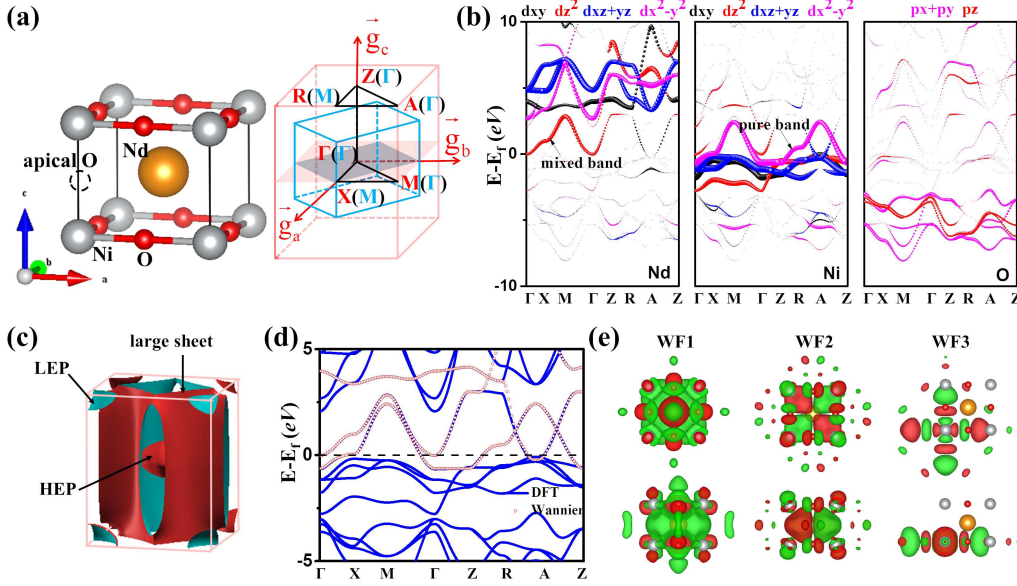 (a)
apical O
Nd
Ni
O
c
b
a
g_c
Z(Γ)
R(M)
A(Γ)
Γ(Γ)
g_b
M(Γ)
X(M)
g_a
(b)
dxy dz² dxz+yz dx²-y²
dxy dz² dxz+yz dx²-y²
px+py pz
E-E_f (eV)
10
0
-10
mixed band
pure band
Nd
Ni
O
Γ X M Γ Z R A Z
Γ X M Γ Z R A Z
Γ X M Γ Z R A Z
(c)
large sheet
LEP
HEP
(d)
E-E_f (eV)
5
0
-5
DFT
Wannier
Γ X M Γ Z R A Z
(e)
WF1 WF2 WF3